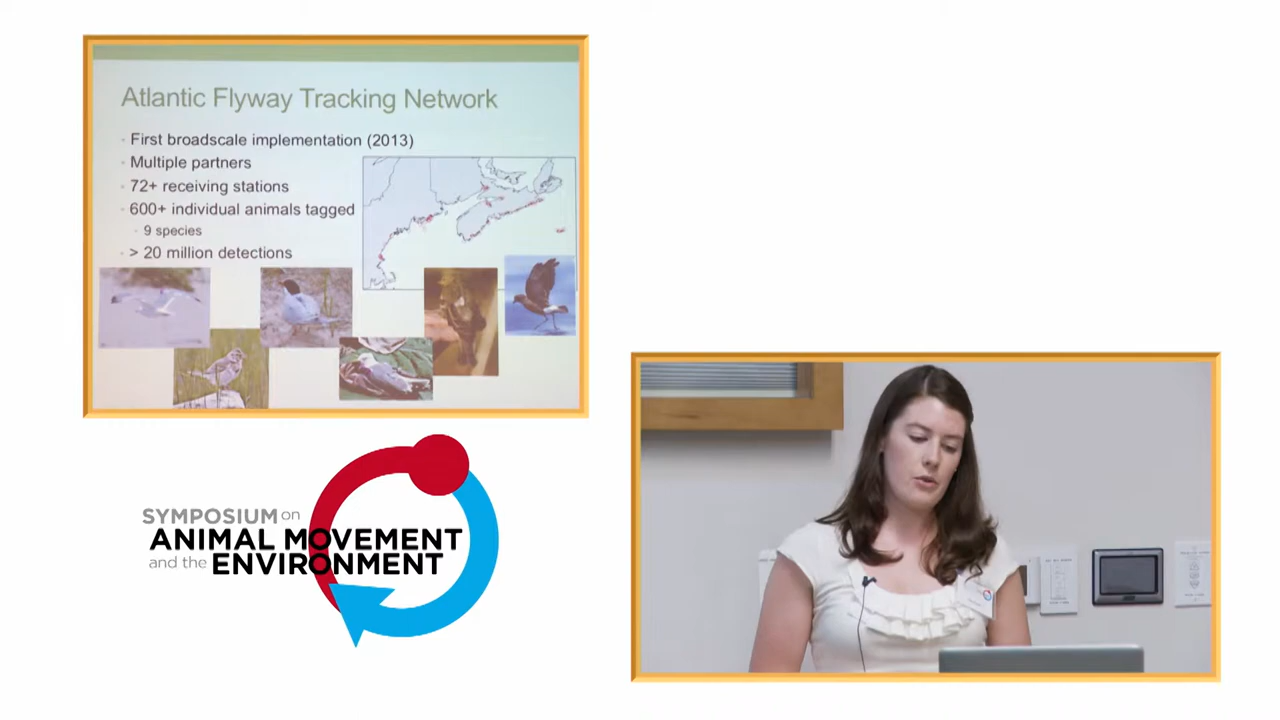 Atlantic Flyway Tracking Network
- First broadscale implementation (2013)
- Multiple partners
- 72+ receiving stations
- 600+ individual animals tagged
- 9 species
- > 20 million detections
SYMPOSIUM on
ANIMAL MOVEMENT
and the ENVIRONMENT